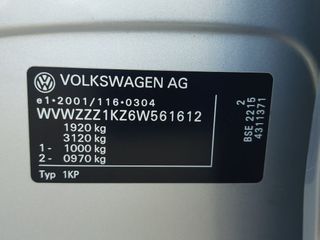 VOLKSWAGEN AG
e1*2001/116*0304
WVWZZZ1KZ6W561612
1920 kg
3120 kg
1- 1000 kg
2- 0970 kg
Typ 1KP
2
BSE 2216
4311371